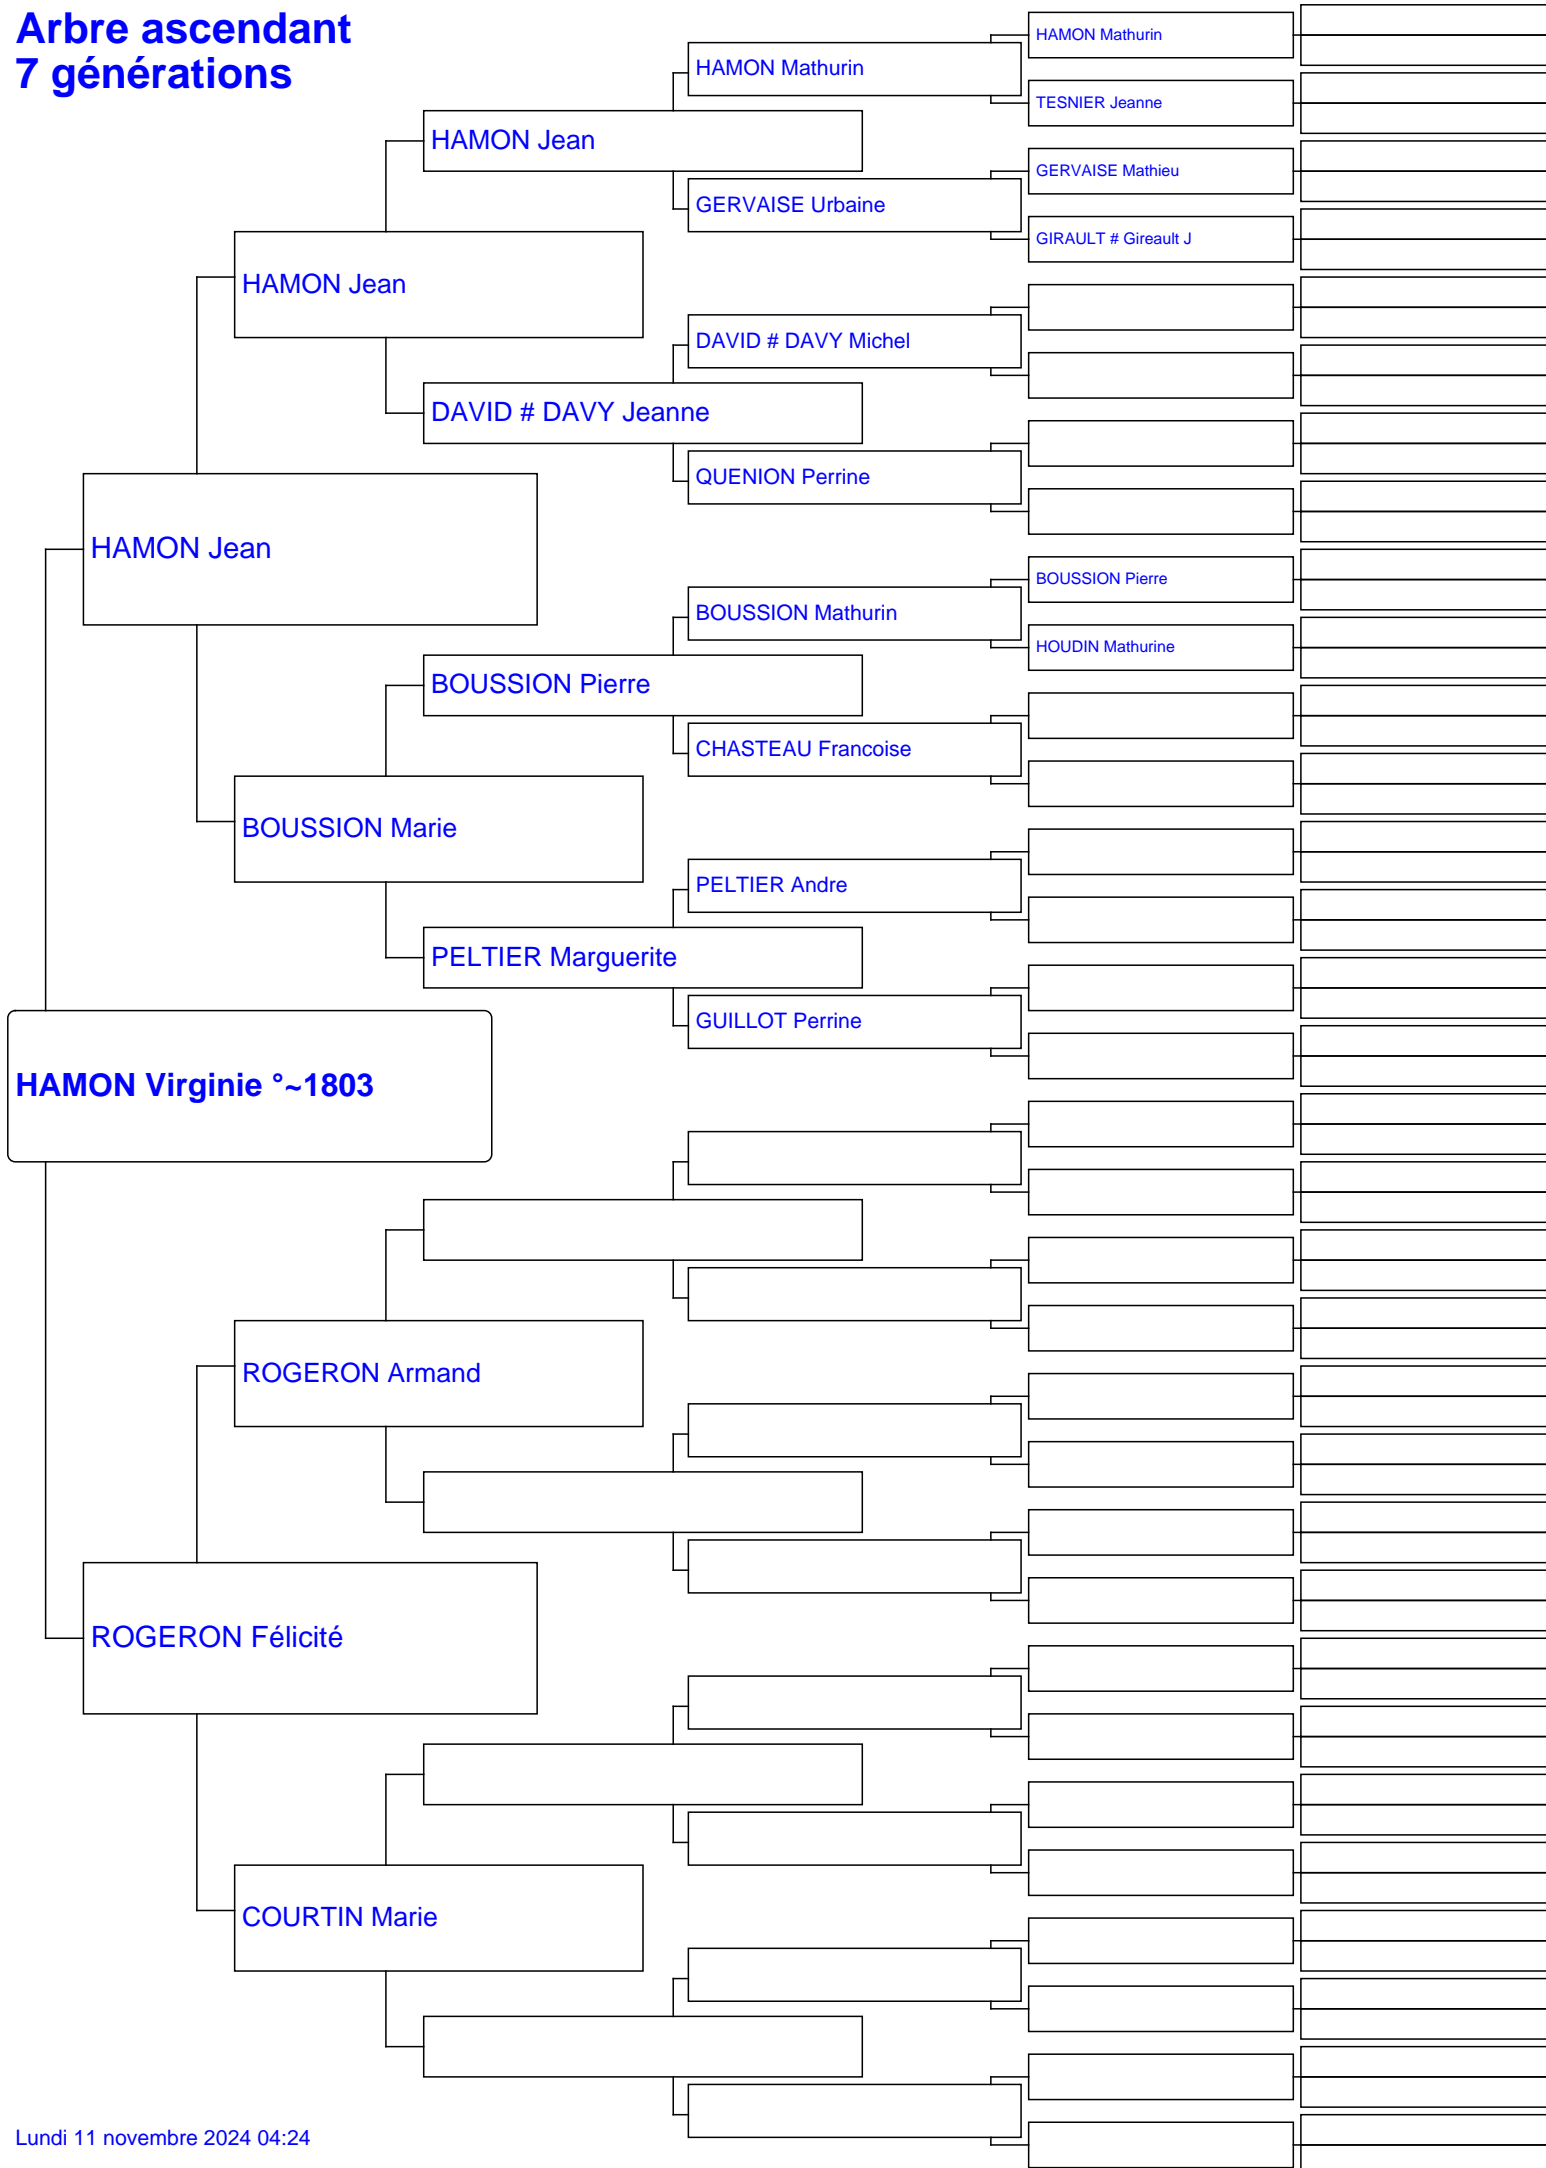 Arbre ascendant
7 générations
HAMON Mathurin
TESNIER Jeanne
HAMON Mathurin
GERVAISE Mathieu
GIRAULT # Gireault J
GERVAISE Urbaine
HAMON Jean
HAMON Jean
DAVID # DAVY Michel
DAVID # DAVY Jeanne
QUENION Perrine
HAMON Jean
BOUSSION Pierre
HOUDIN Mathurine
BOUSSION Mathurin
BOUSSION Pierre
CHASTEAU Francoise
BOUSSION Marie
PELTIER Andre
PELTIER Marguerite
GUILLOT Perrine
HAMON Virginie °~1803
ROGERON Armand
ROGERON Félicité
COURTIN Marie
Lundi 11 novembre 2024 04:24